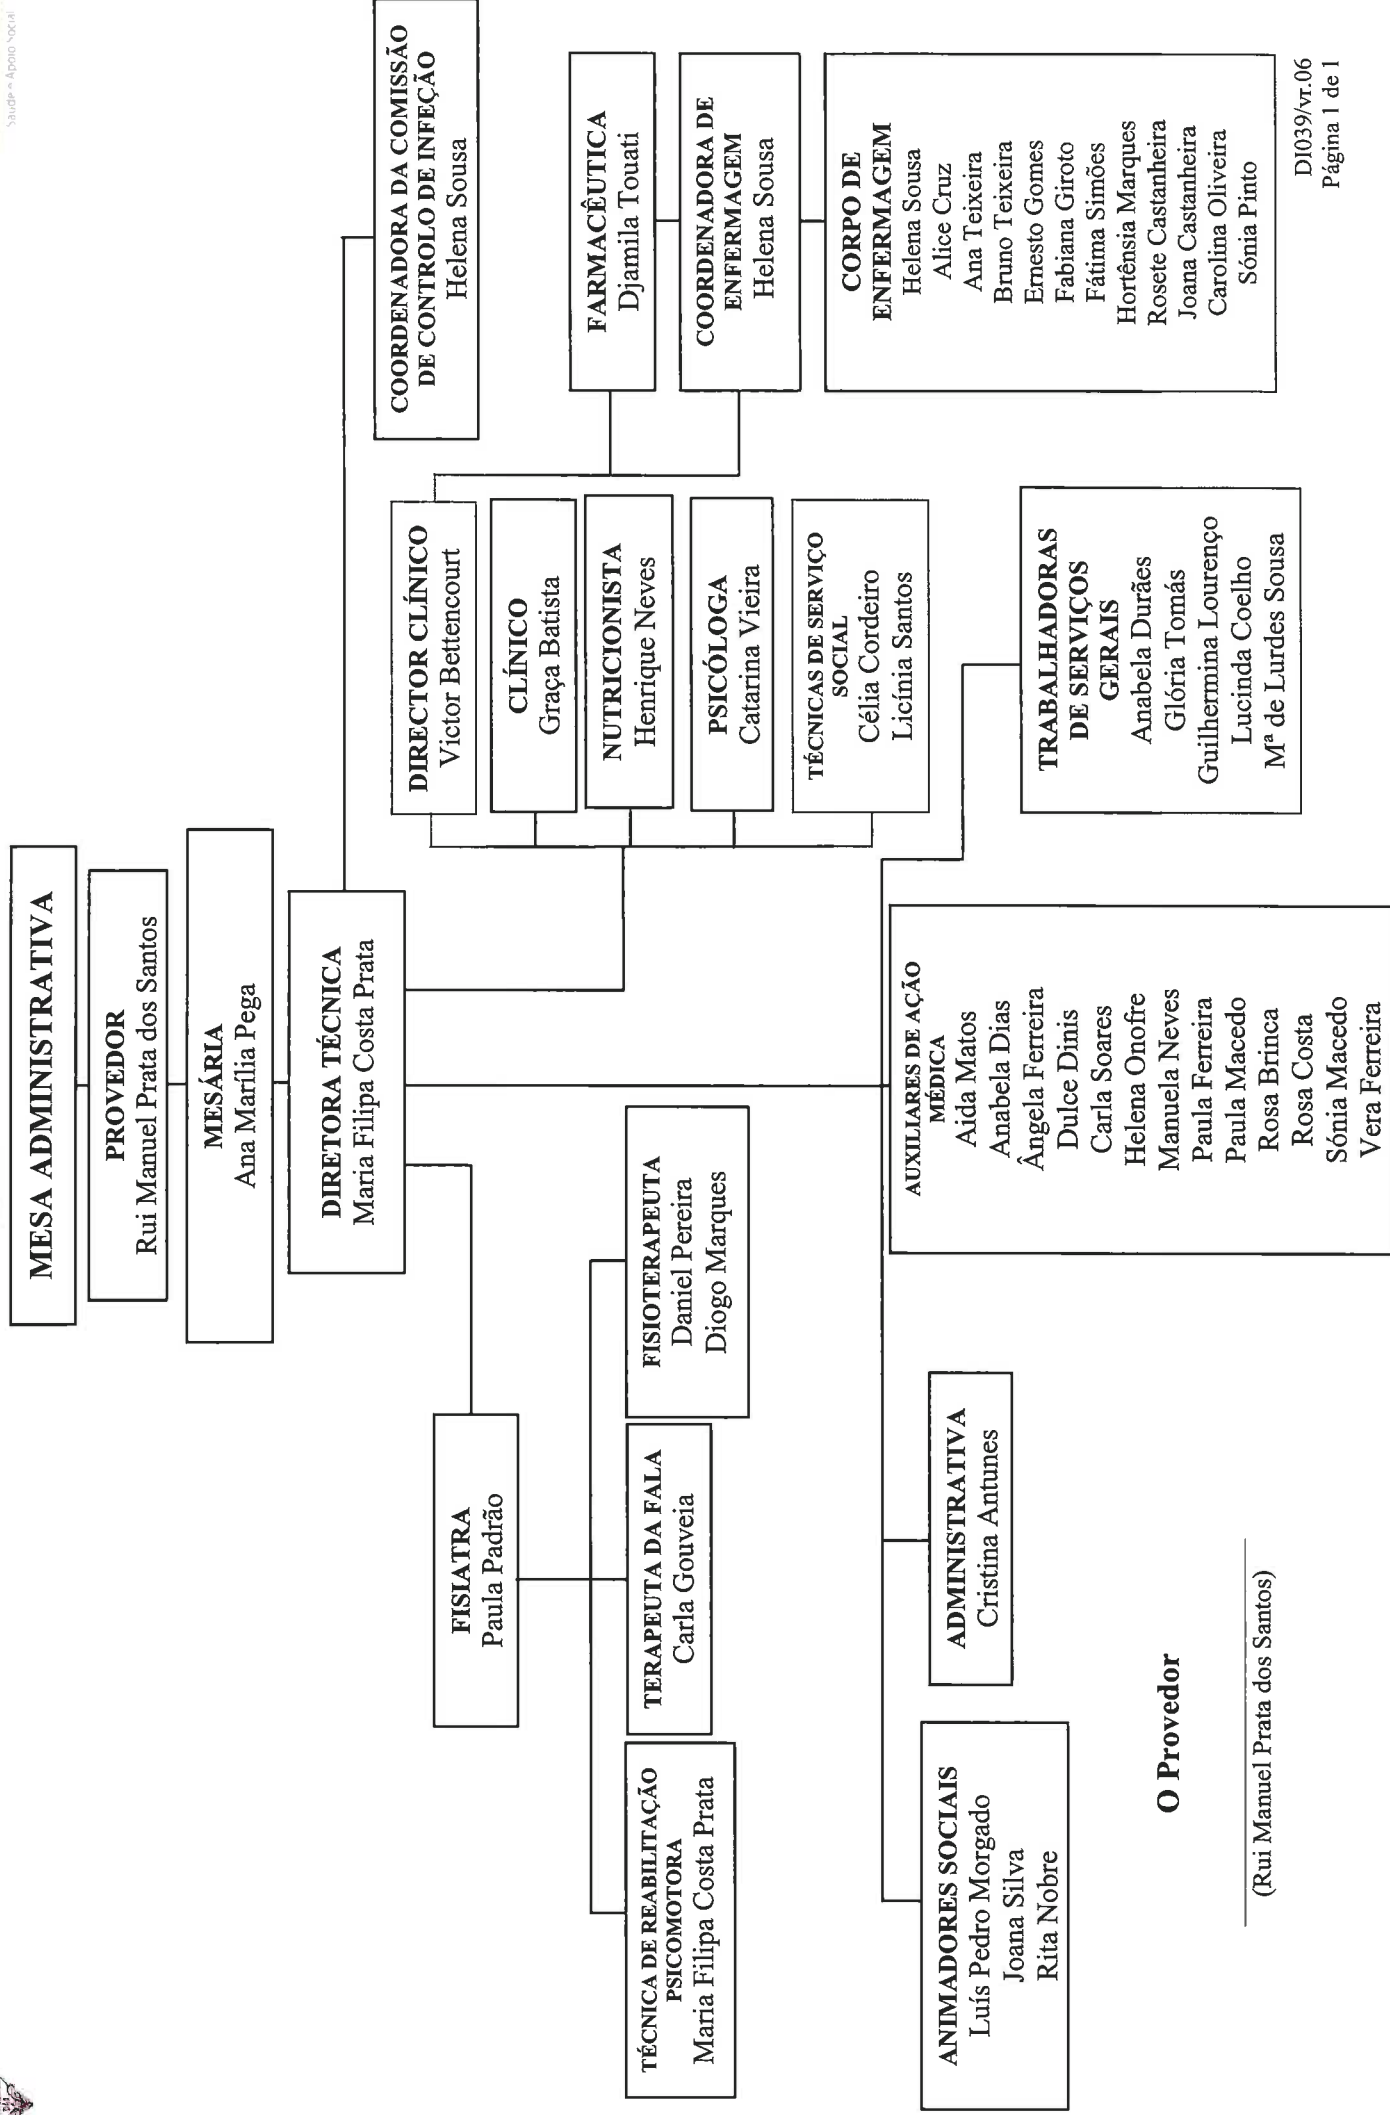 Saúde e Apoio Social
MESA ADMINISTRATIVA
PROVEDOR
Rui Manuel Prata dos Santos
MESÁRIA
Ana Marília Pega
DIRETORA TÉCNICA
Maria Filipa Costa Prata
COORDENADORA DA COMISSÃO
DE CONTROLO DE INFEÇÃO
Helena Sousa
FISIATRA
Paula Padrão
TÉCNICA DE REABILITAÇÃO
PSICOMOTORA
Maria Filipa Costa Prata
TERAPEUTA DA FALA
Carla Gouveia
FISIOTERAPEUTA
Daniel Pereira
Diogo Marques
DIRECTOR CLÍNICO
Victor Bettencourt
CLÍNICO
Graça Batista
NUTRICIONISTA
Henrique Neves
PSICÓLOGA
Catarina Vieira
TÉCNICAS DE SERVIÇO
SOCIAL
Célia Cordeiro
Licínia Santos
FARMACÊUTICA
Djamila Touati
COORDENADORA DE
ENFERMAGEM
Helena Sousa
CORPO DE
ENFERMAGEM
Helena Sousa
Alice Cruz
Ana Teixeira
Bruno Teixeira
Ernesto Gomes
Fabiana Giroto
Fátima Simões
Hortênsia Marques
Rosete Castanheira
Joana Castanheira
Carolina Oliveira
Sónia Pinto
ANIMADORES SOCIAIS
Luís Pedro Morgado
Joana Silva
Rita Nobre
ADMINISTRATIVA
Cristina Antunes
AUXILIARES DE AÇÃO
MÉDICA
Aida Matos
Anabela Dias
Ângela Ferreira
Dulce Dinis
Carla Soares
Helena Onofre
Manuela Neves
Paula Ferreira
Paula Macedo
Rosa Brinca
Rosa Costa
Sónia Macedo
Vera Ferreira
TRABALHADORAS
DE SERVIÇOS
GERAIS
Anabela Durães
Glória Tomás
Guilhermina Lourenço
Lucinda Coelho
Mª de Lurdes Sousa
O Provedor
(Rui Manuel Prata dos Santos)
DI039/vr.06
Página 1 de 1